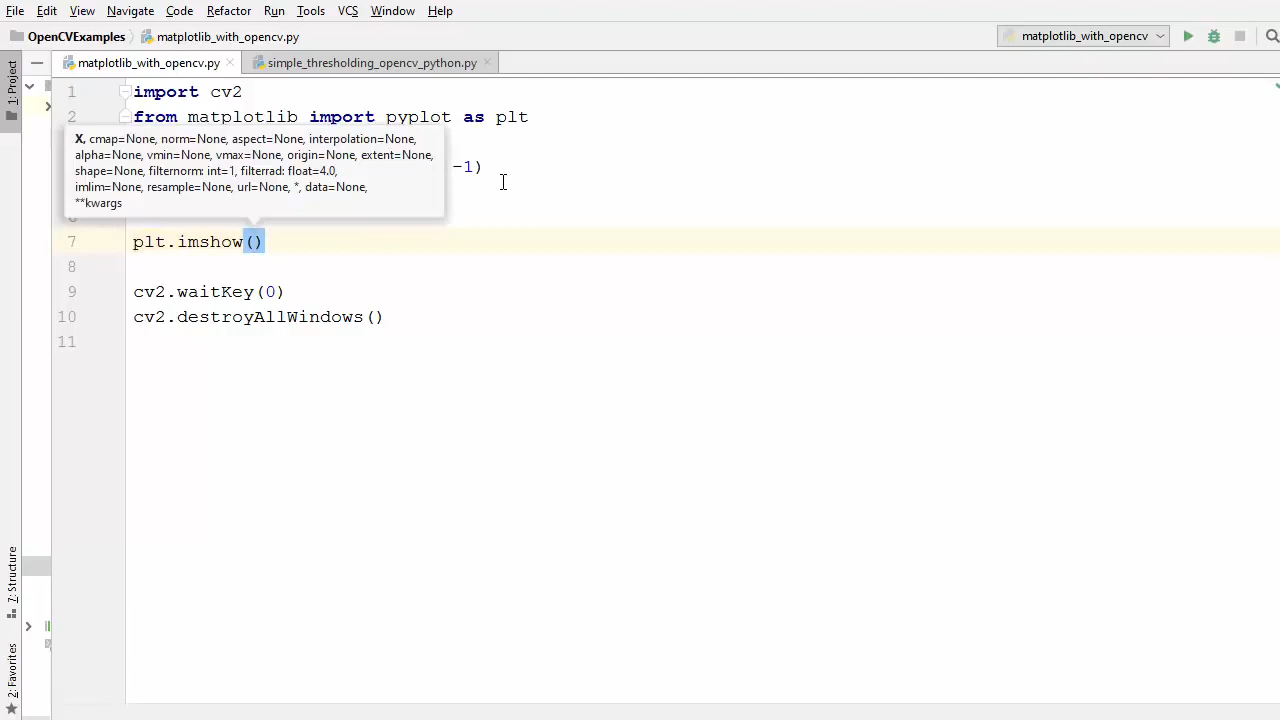 File Edit View Navigate Code Refactor Run Tools VCS Window Help
OpenCVExamples matplotlib_with_opencv.py matplotlib_with_opencv
1: Project
matplotlib_with_opencv.py simple_thresholding_opencv_python.py
1 import cv2
2 from matplotlib import pyplot as plt
X, cmap=None, norm=None, aspect=None, interpolation=None,
alpha=None, vmin=None, vmax=None, origin=None, extent=None,
shape=None, filternorm: int=1, filterrad: float=4.0,
imlim=None, resample=None, url=None, *, data=None,
**kwargs
-1)
7 plt.imshow()
8
9 cv2.waitKey(0)
10 cv2.destroyAllWindows()
11
7: Structure
2: Favorites